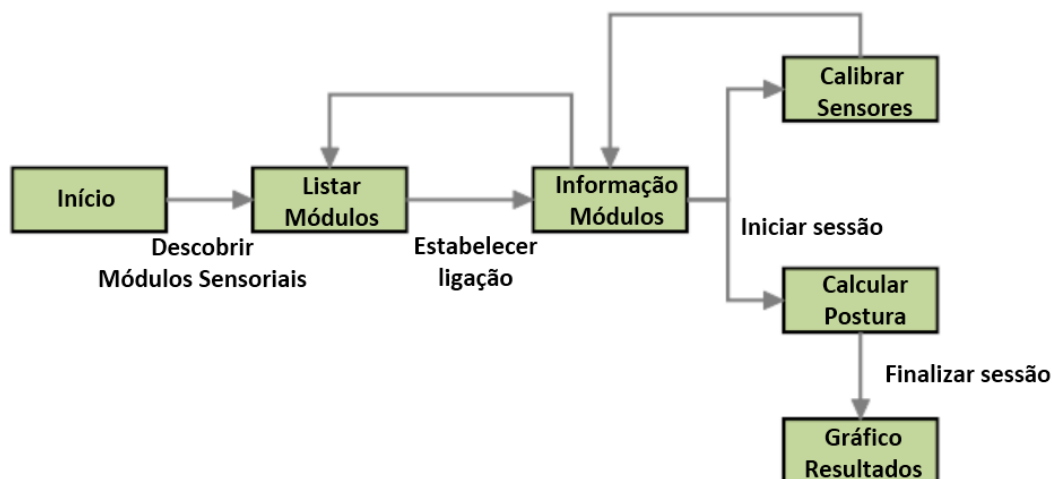 Calibrar
Sensores
Início
Listar
Módulos
Informação
Módulos
Descobrir
Módulos Sensoriais
Estabelecer
ligação
Iniciar sessão
Calcular
Postura
Finalizar sessão
Gráfico
Resultados